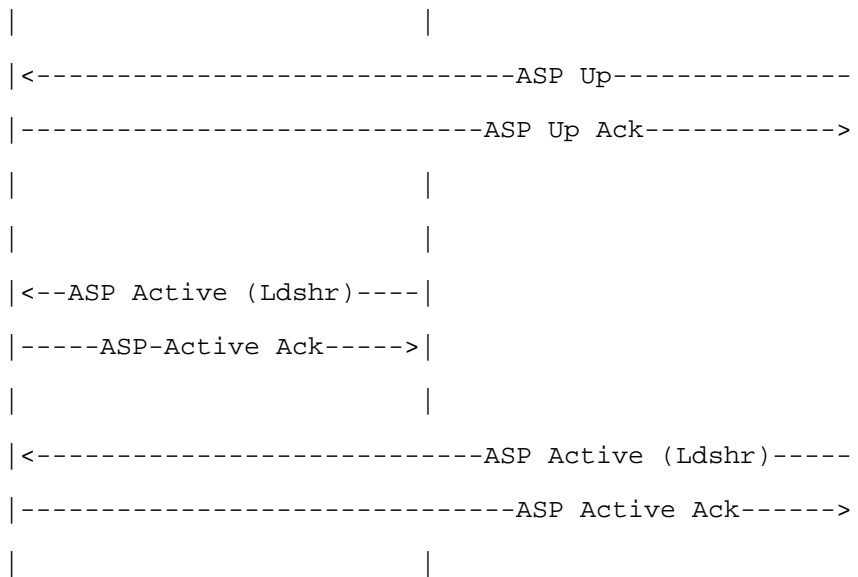 |                         |
|<------------------------------ASP Up---------------
|-----------------------------ASP Up Ack------------>
|                         |
|                         |
|<--ASP Active (Ldshr)----|
|-----ASP-Active Ack----->|
|                         |
|<----------------------------ASP Active (Ldshr)-----
|-------------------------------ASP Active Ack------>
|                         |